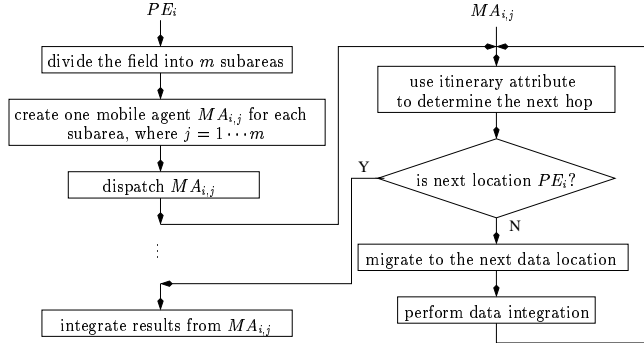 PE_i
divide the field into m subareas
create one mobile agent MA_{i,j} for each
subarea, where j = 1 ⋯ m
dispatch MA_{i,j}
⋮
integrate results from MA_{i,j}
MA_{i,j}
use itinerary attribute
to determine the next hop
is next location PE_i?
Y
N
migrate to the next data location
perform data integration